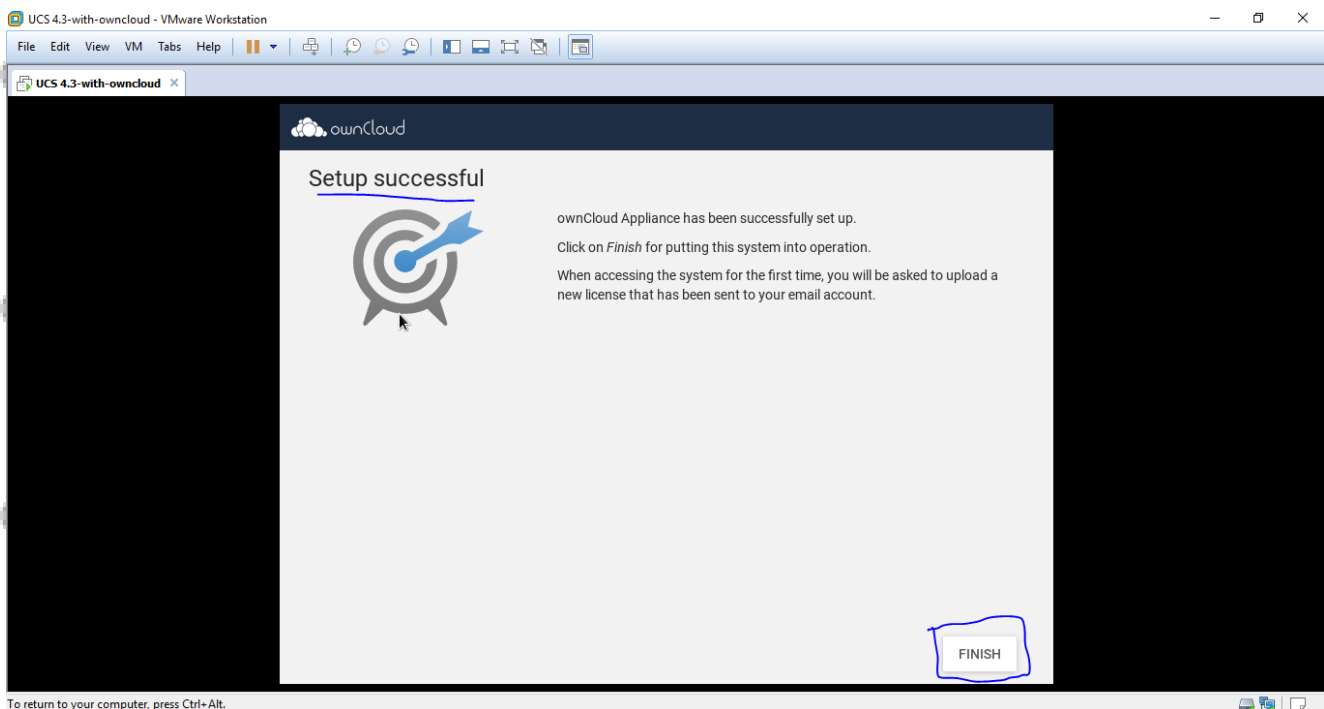 UCS 4.3-with-owncloud - VMware Workstation
File Edit View VM Tabs Help
UCS 4.3-with-owncloud
ownCloud
Setup successful
ownCloud Appliance has been successfully set up.
Click on Finish for putting this system into operation.
When accessing the system for the first time, you will be asked to upload a
new license that has been sent to your email account.
FINISH
To return to your computer, press Ctrl+Alt.